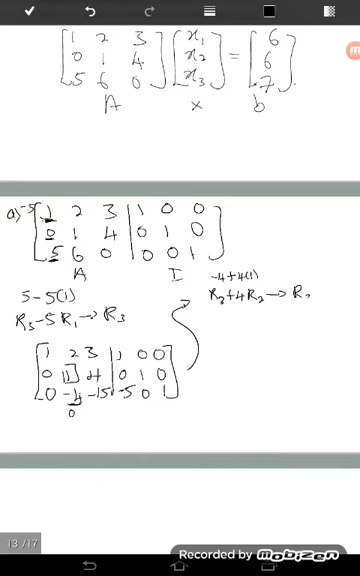 1 2 3 x₁ 6
0 1 4 x₂ = 6
5 6 0 x₃ 7
A x b
a) -5
1 2 3 | 1 0 0
0 1 4 | 0 1 0
5 6 0 | 0 0 1
A I
5-5(1)
R₃-5R₁→R₃
-4+4(1)
R₃+4R₂→R
1 2 3 | 1 0 0
0 1 4 | 0 1 0
0 -4 -15 | -5 0 1
0
13 / 17
Recorded by Mobizen